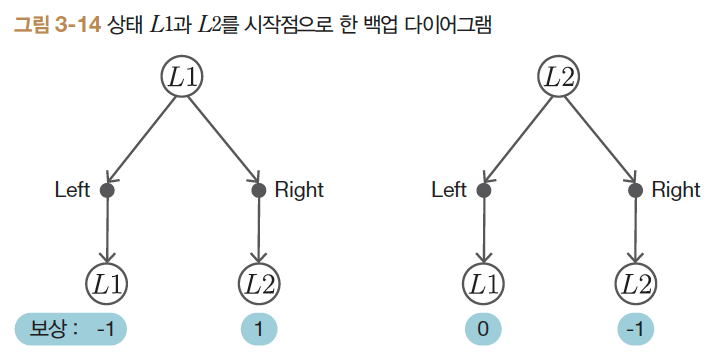 그림 3-14 상태 L1과 L2를 시작점으로 한 백업 다이어그램
L1 L2
Left Right Left Right
L1 L2 L1 L2
보상 : -1 1 0 -1